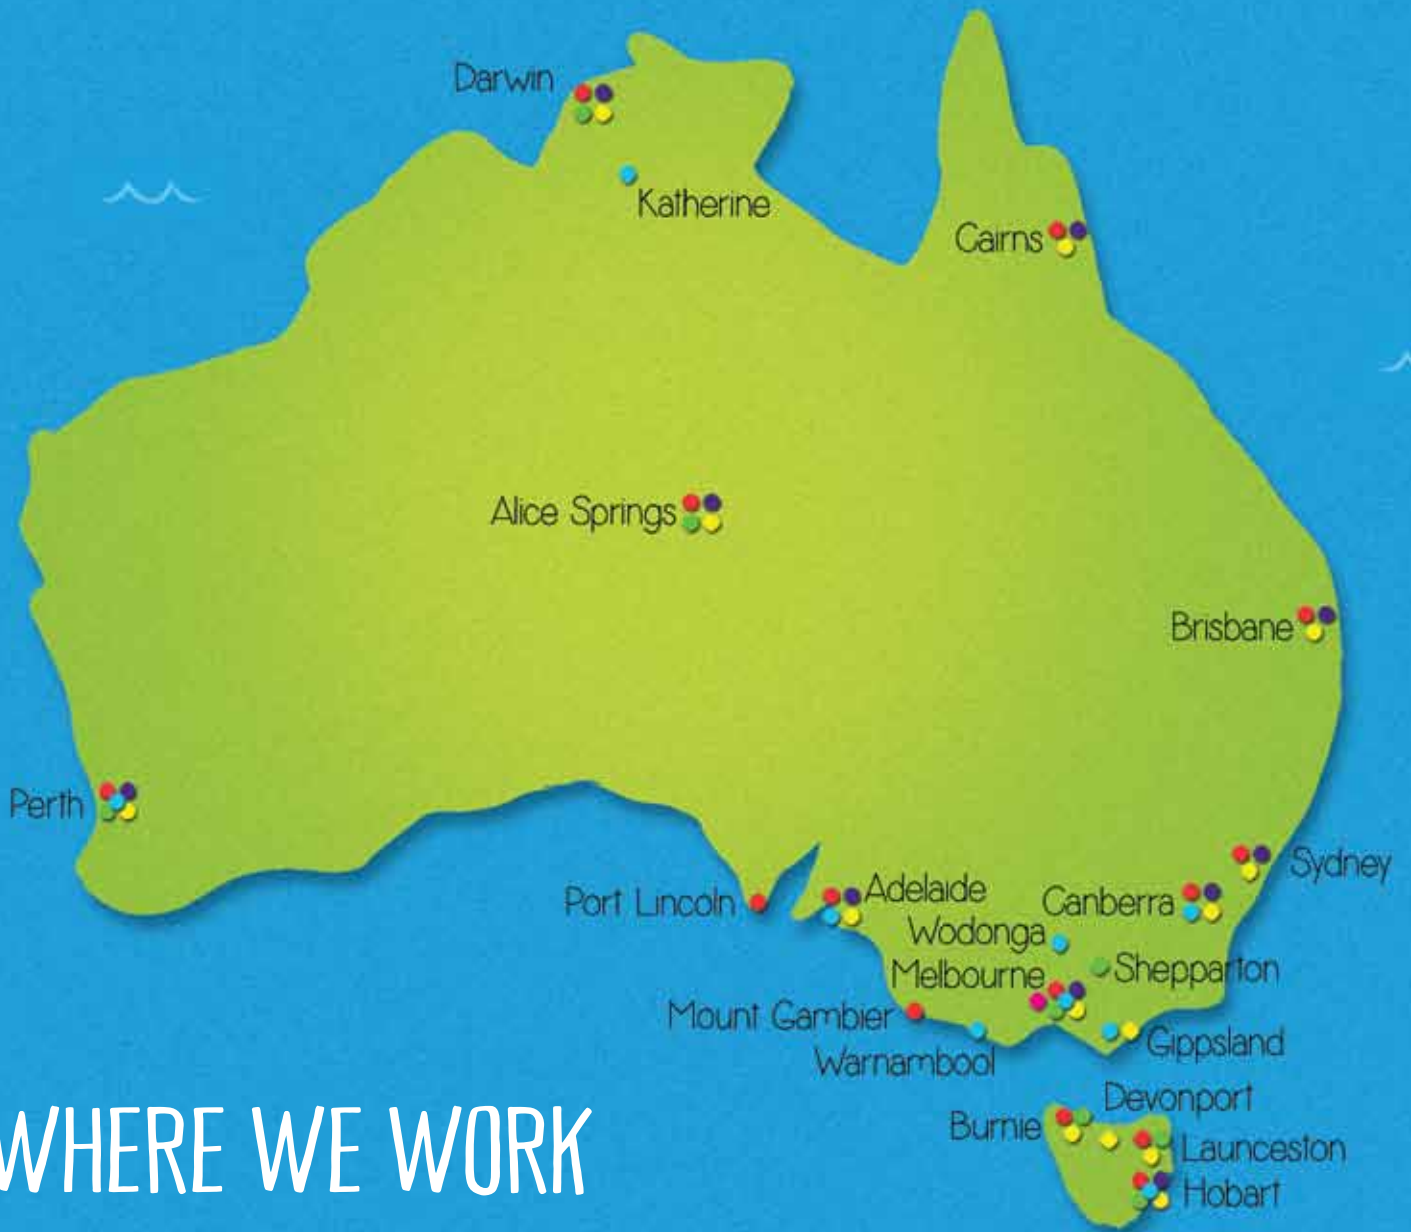 Darwin
Katherine
Cairns
Alice Springs
Brisbane
Perth
Sydney
Port Lincoln
Adelaide
Canberra
Wodonga
Melbourne
Shepparton
Mount Gambier
Warnambool
Gippsland
Devonport
Burnie
Launceston
Hobart
WHERE WE WORK